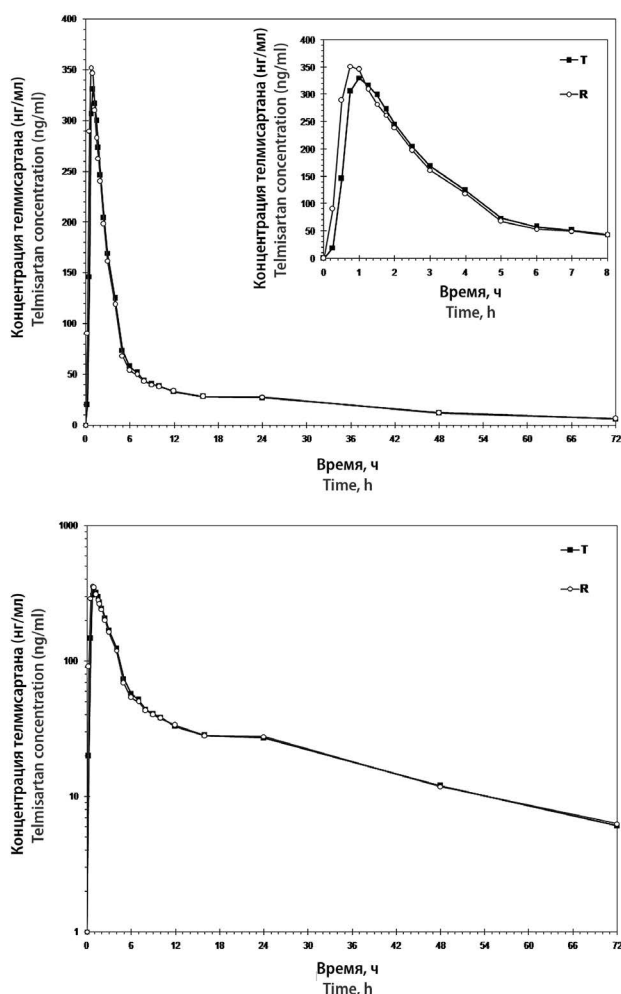 Концентрация телмисартана (нг/мл)
Telmisartan concentration (ng/ml)
400
350
300
250
200
150
100
50
0
0 6 12 18 24 30 36 42 48 54 60 66 72
Время, ч
Time, h
Концентрация телмисартана (нг/мл)
Telmisartan concentration (ng/ml)
400
350
300
250
200
150
100
50
0
0 1 2 3 4 5 6 7 8
Время, ч
Time, h
T
R
Концентрация телмисартана (нг/мл)
Telmisartan concentration (ng/ml)
1000
100
10
1
0 6 12 18 24 30 36 42 48 54 60 66 72
Время, ч
Time, h
T
R